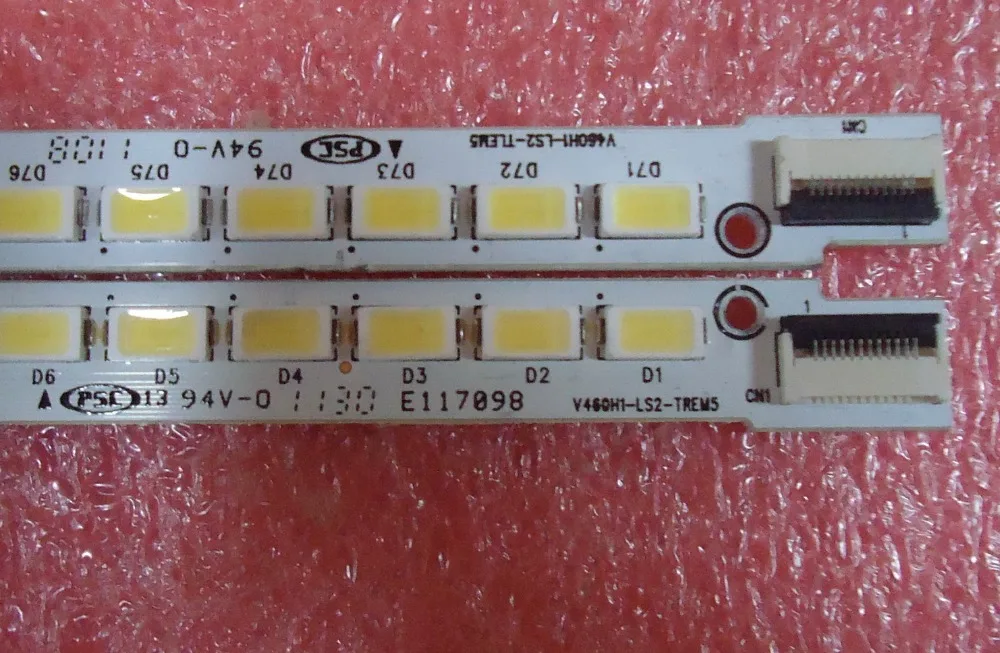 CN1
V460H1-LS2-TLEM5
PSC 94V-0 1108
D71 D72 D73 D74 D75 D76
1
1
D6 D5 D4 D3 D2 D1
PSC 13 94V-0 1130 E117098 V460H1-LS2-TREM5 CN1